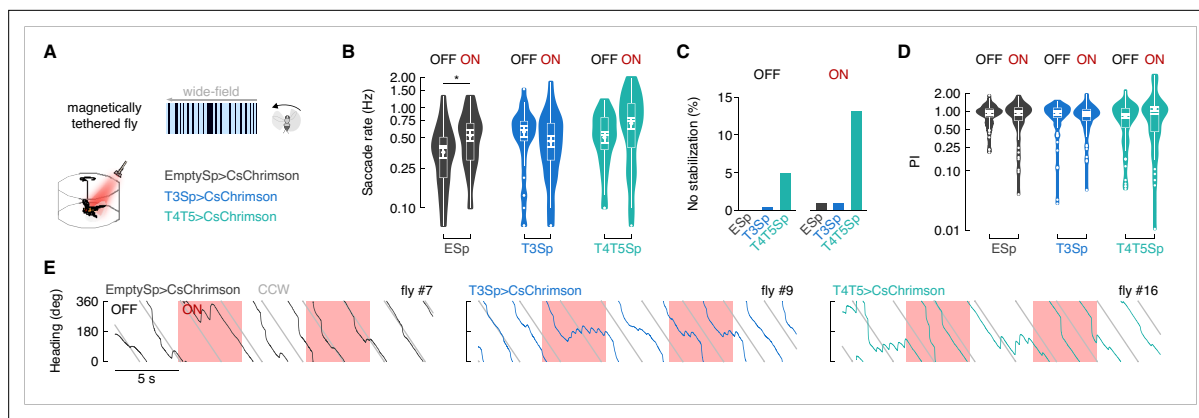 A
wide-field
magnetically
tethered fly
EmptySp>CsChrimson
T3Sp>CsChrimson
T4T5>CsChrimson
B
OFF ON OFF ON OFF ON
*
Saccade rate (Hz)
2.00
1.50
1.00
0.50
0.25
0.10
ESp T3Sp T4T5Sp
C
OFF ON
No stabilization (%)
15
10
5
0
ESp T3Sp T4T5Sp ESp T3Sp T4T5Sp
D
OFF ON OFF ON OFF ON
PI
2.00
1.00
0.50
0.10
0.01
ESp T3Sp T4T5Sp
E
EmptySp>CsChrimson CCW fly #7
T3Sp>CsChrimson fly #9
T4T5>CsChrimson fly #16
Heading (deg)
360
180
0
OFF ON
5 s